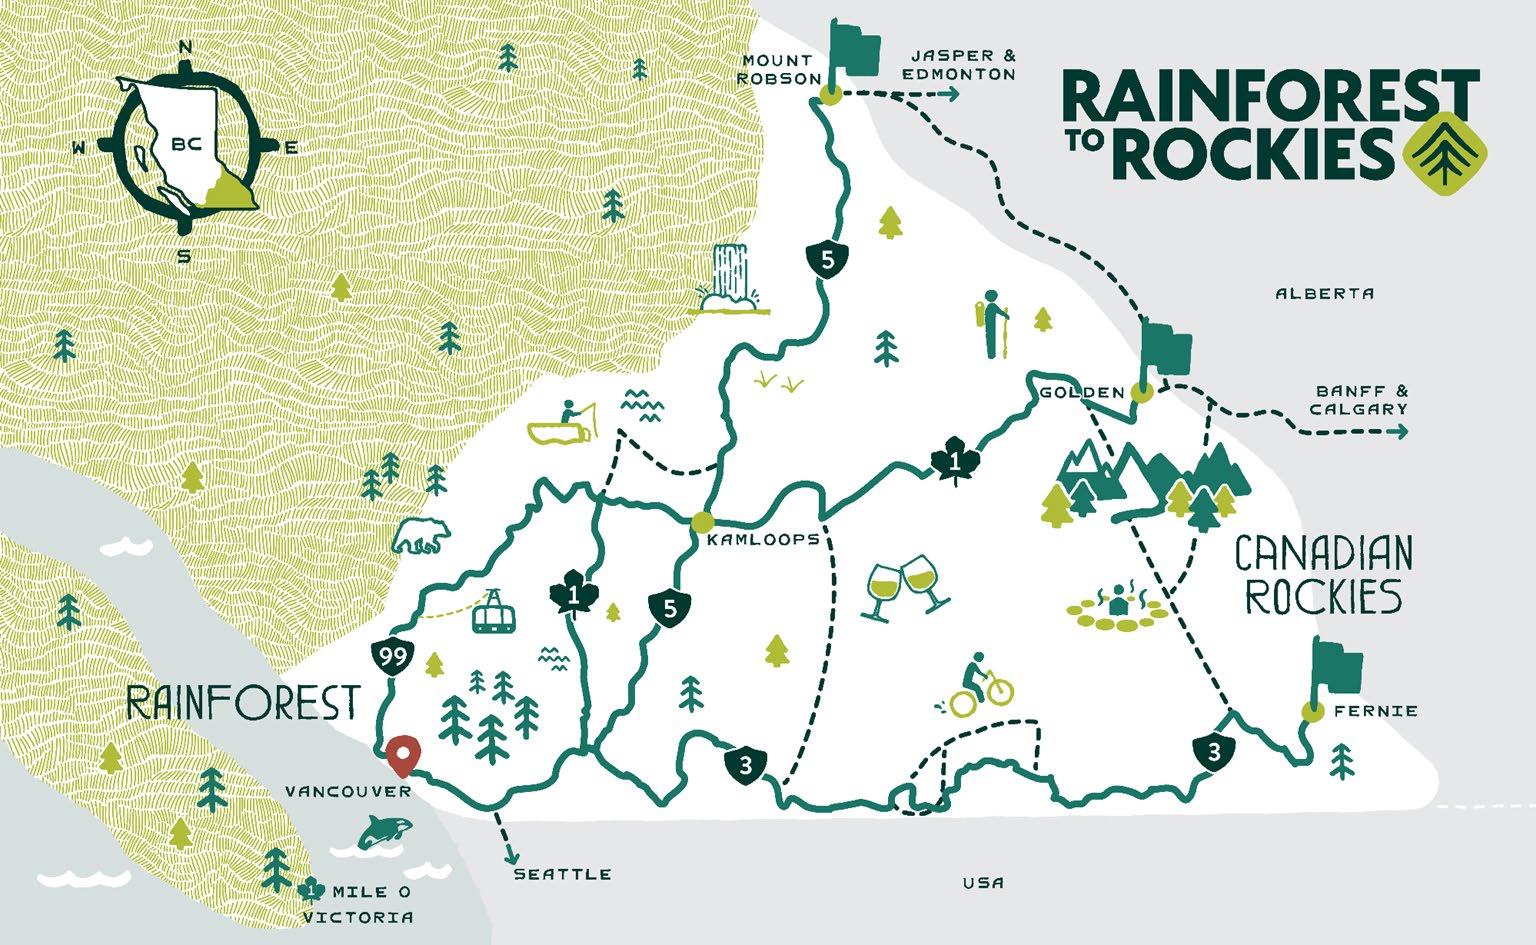 N
W
BC
E
S
MOUNT
ROBSON
JASPER &
EDMONTON
RAINFOREST
TO ROCKIES
5
ALBERTA
GOLDEN
BANFF &
CALGARY
1
KAMLOOPS
CANADIAN
ROCKIES
1
5
99
RAINFOREST
FERNIE
3
3
VANCOUVER
SEATTLE
USA
1 MILE 0
VICTORIA